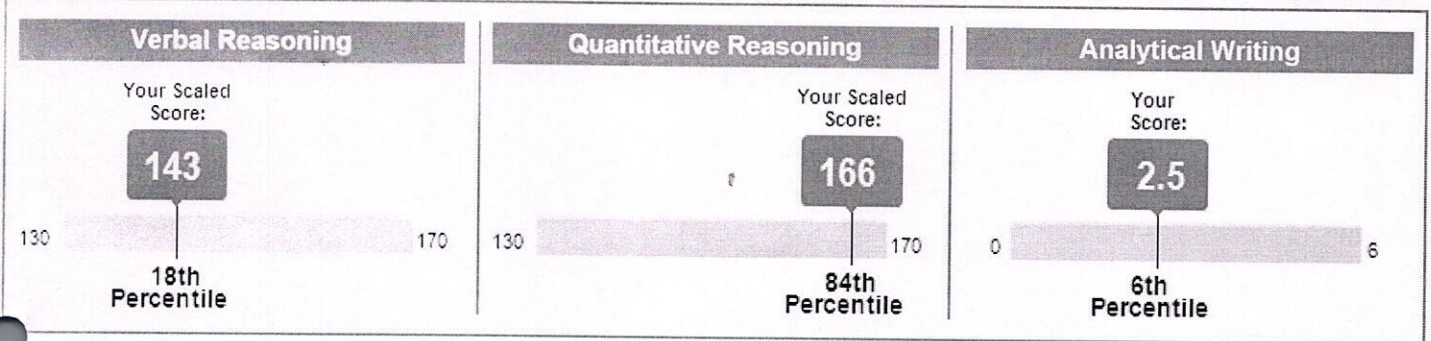 Verbal Reasoning
Your Scaled
Score:
143
130
170
18th
Percentile
Quantitative Reasoning
Your Scaled
Score:
166
130
170
84th
Percentile
Analytical Writing
Your
Score:
2.5
0
6
6th
Percentile